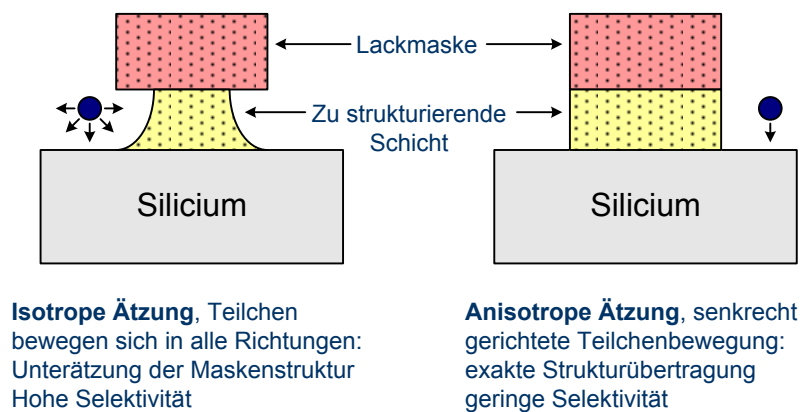 Lackmaske
Zu strukturierende
Schicht
Silicium
Silicium
Isotrope Ätzung, Teilchen
bewegen sich in alle Richtungen:
Unterätzung der Maskenstruktur
Hohe Selektivität
Anisotrope Ätzung, senkrecht
gerichtete Teilchenbewegung:
exakte Strukturübertragung
geringe Selektivität